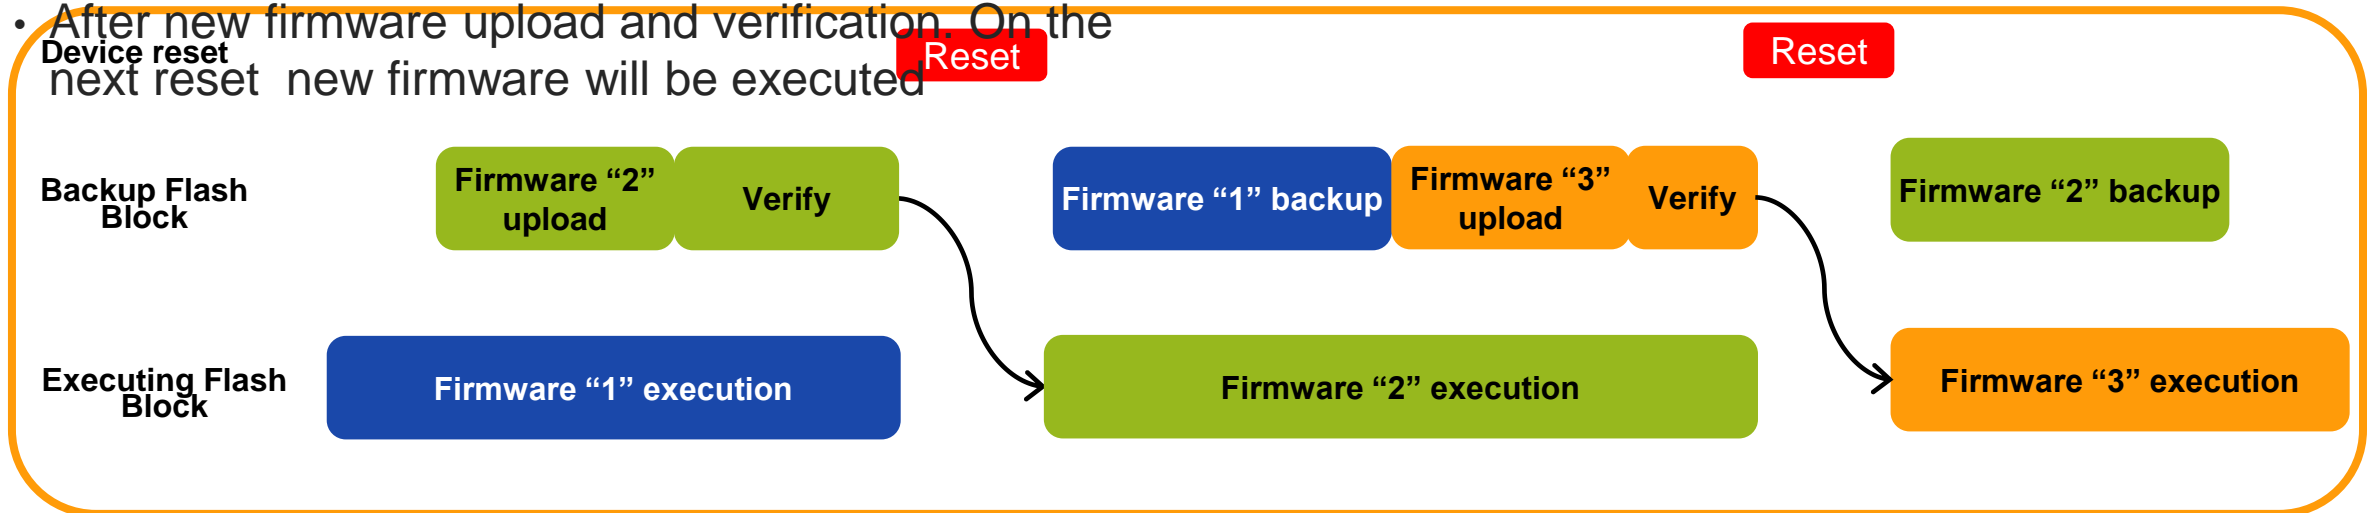 • After new firmware upload and verification. On the
next reset  new firmware will be executed
Device reset
Reset
Reset
Backup Flash
Block
Firmware “2”
upload
Verify
Firmware “1” backup
Firmware “3”
upload
Verify
Firmware “2” backup
Executing Flash
Block
Firmware “1” execution
Firmware “2” execution
Firmware “3” execution